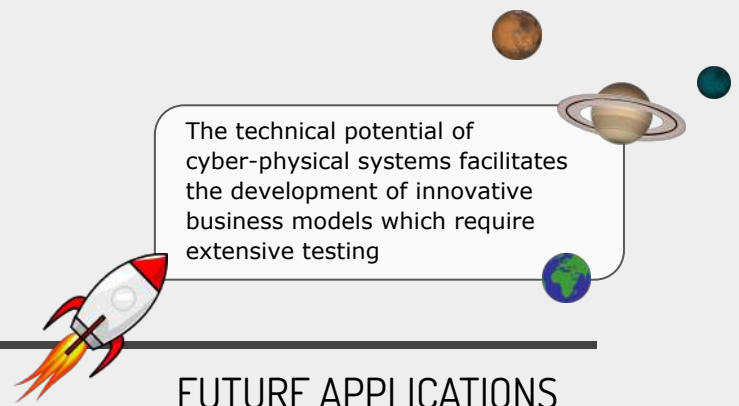 The technical potential of
cyber-physical systems facilitates
the development of innovative
business models which require
extensive testing
FUTURE APPLICATIONS